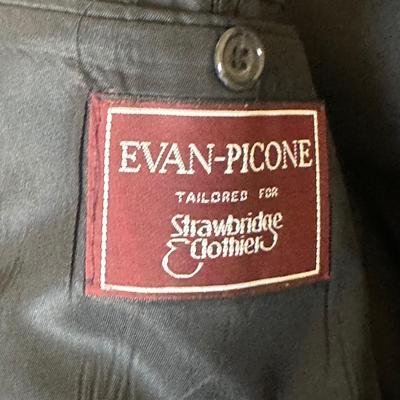 EVAN-PICONE
TAILORED FOR
Strawbridge
& Clothier